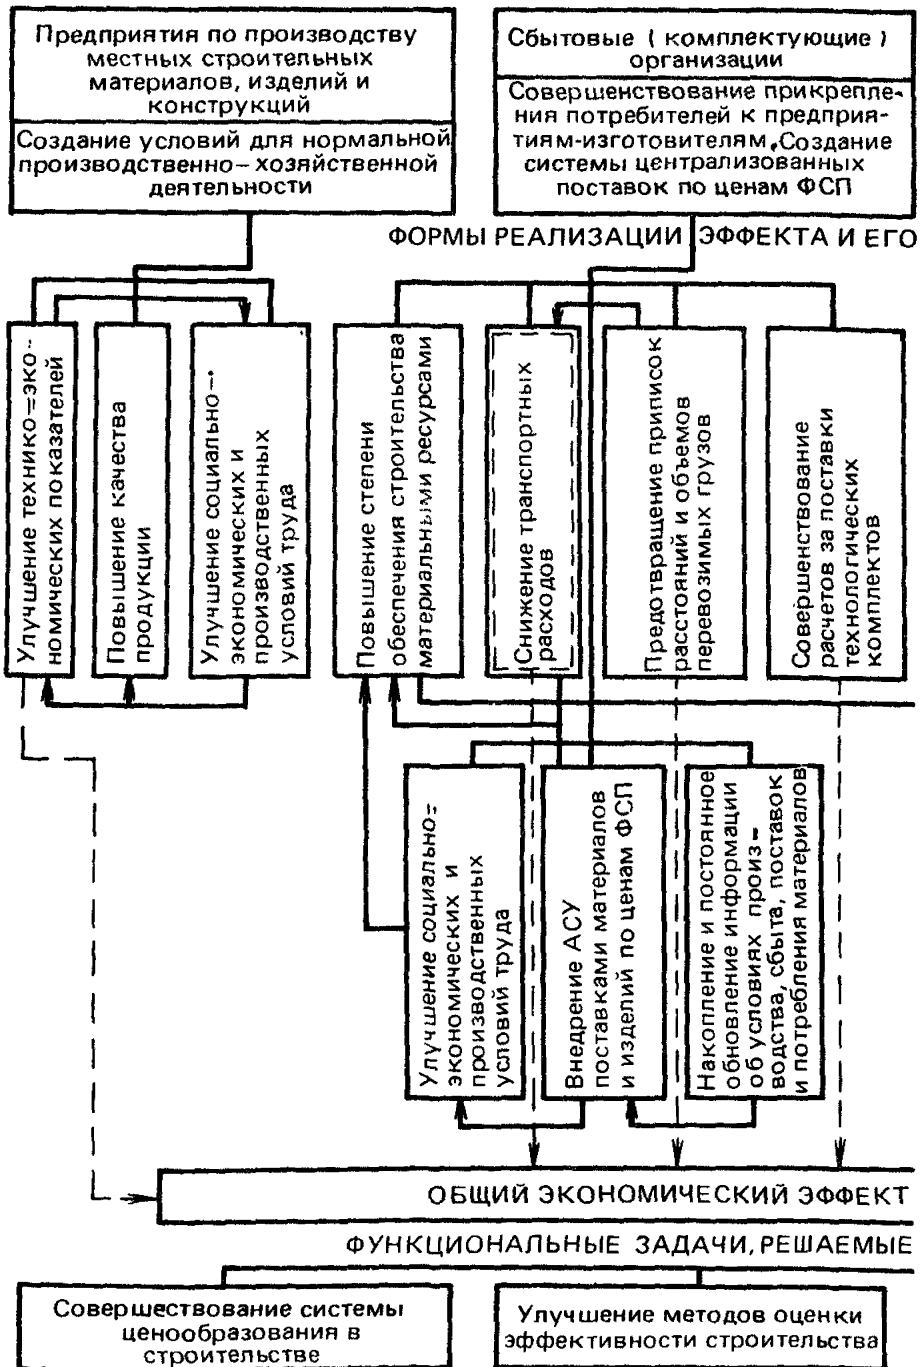 Предприятия по производству
местных строительных
материалов, изделий и
конструкций
Создание условий для нормальной
производственно-хозяйственной
деятельности
Сбытовые ( комплектующие )
организации
Совершенствование прикрепле-
ния потребителей к предприя-
тиям-изготовителям, Создание
системы централизованных
поставок по ценам ФСП
ФОРМЫ РЕАЛИЗАЦИИ ЭФФЕКТА И ЕГО
Улучшение технико=эко-
номических показателей
Повышение качества
продукции
Улучшение социально-
экономических и
производственных
условий труда
Повышение степени
обеспечения строительства
материальными ресурсами
Снижение транспортных
расходов
Предотвращение приписок
расстояний и объемов
перевозимых грузов
Совершенствование
расчетов за поставки
технологических
комплектов
Улучшение социально=
экономических и
производственных
условий труда
Внедрение АСУ
поставками материалов
и изделий по ценам ФСП
Накопление и постоянное
обновление информации
об условиях произ-
водства, сбыта, поставок
и потребления материалов
ОБЩИЙ ЭКОНОМИЧЕСКИЙ ЭФФЕКТ
ФУНКЦИОНАЛЬНЫЕ ЗАДАЧИ, РЕШАЕМЫЕ
Совершествование системы
ценообразования в
строительстве
Улучшение методов оценки
эффективности строительства